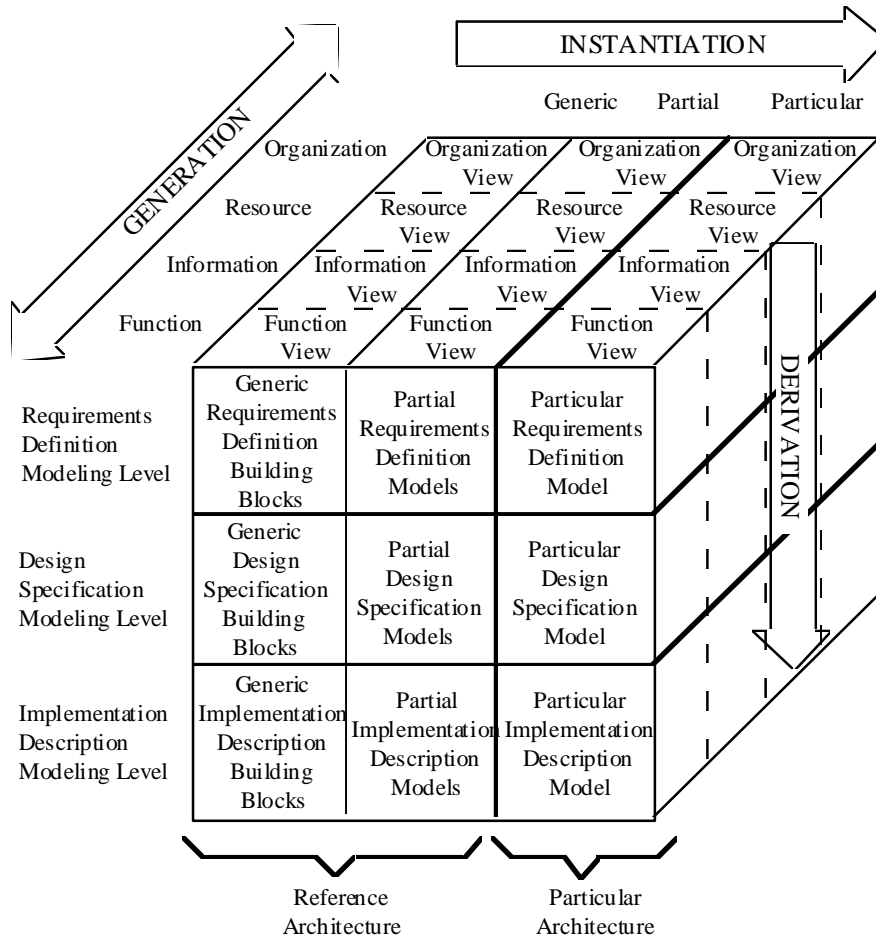 INSTANTIATION
Generic Partial Particular
GENERATION
Organization Organization Organization Organization
View View View
Resource Resource Resource Resource
View View View
Information Information Information Information
View View View
Function Function Function Function
View View View
DERIVATION
Requirements
Definition
Modeling Level
Generic
Requirements
Definition
Building
Blocks
Partial
Requirements
Definition
Models
Particular
Requirements
Definition
Model
Design
Specification
Modeling Level
Generic
Design
Specification
Building
Blocks
Partial
Design
Specification
Models
Particular
Design
Specification
Model
Implementation
Description
Modeling Level
Generic
Implementation
Description
Building
Blocks
Partial
Implementation
Description
Models
Particular
Implementation
Description
Model
Reference
Architecture
Particular
Architecture